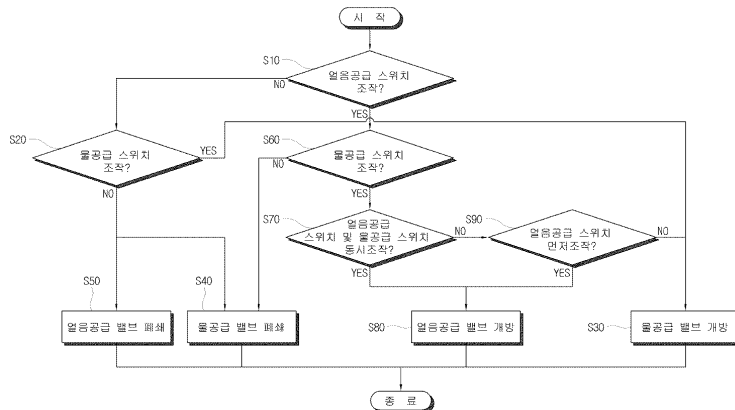 시 작
S10
얼음공급 스위치
조작?
NO
YES
S20
물공급 스위치
조작?
YES
NO
S60
물공급 스위치
조작?
NO
YES
S70
얼음공급
스위치 및 물공급 스위치
동시조작?
NO
YES
S90
얼음공급 스위치
먼저조작?
NO
YES
S50
얼음공급 밸브 폐쇄
S40
물공급 밸브 폐쇄
S80
얼음공급 밸브 개방
S30
물공급 밸브 개방
종 료